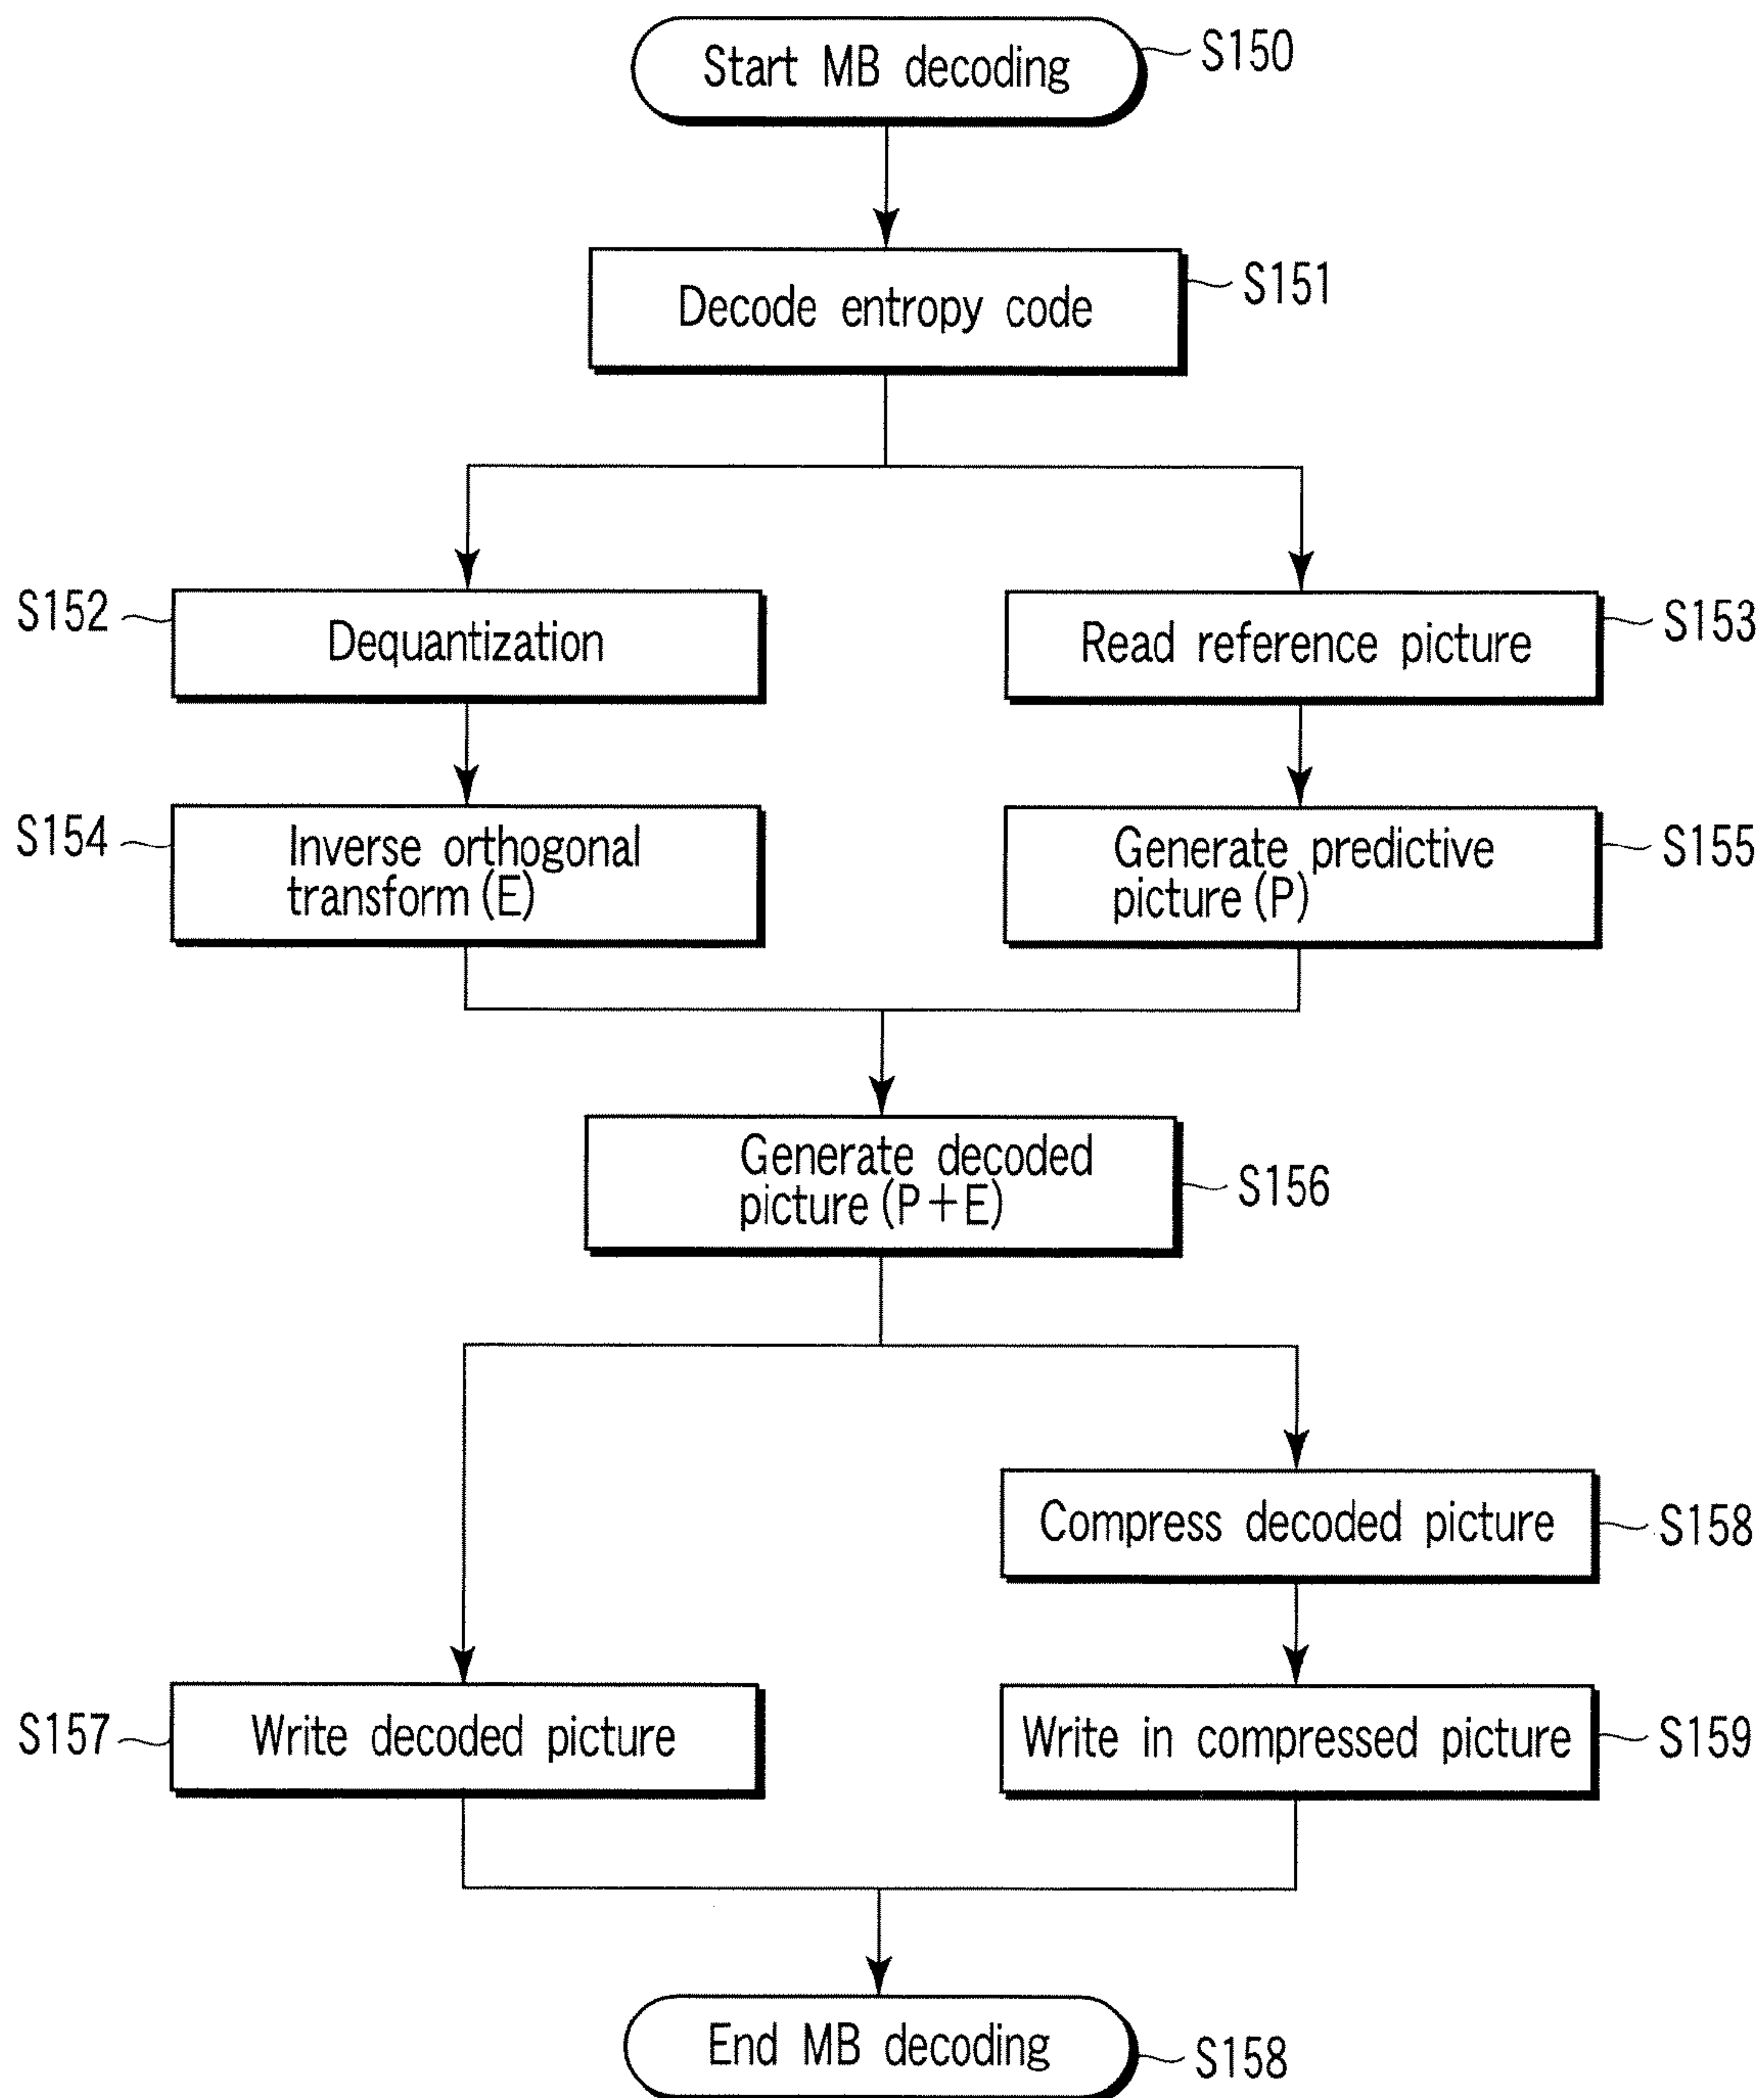 Start MB decoding
S150
Decode entropy code
S151
S152
Dequantization
Read reference picture
S153
S154
Inverse orthogonal
transform (E)
Generate predictive
picture (P)
S155
Generate decoded
picture (P+E)
S156
Compress decoded picture
S158
S157
Write decoded picture
Write in compressed picture
S159
End MB decoding
S158